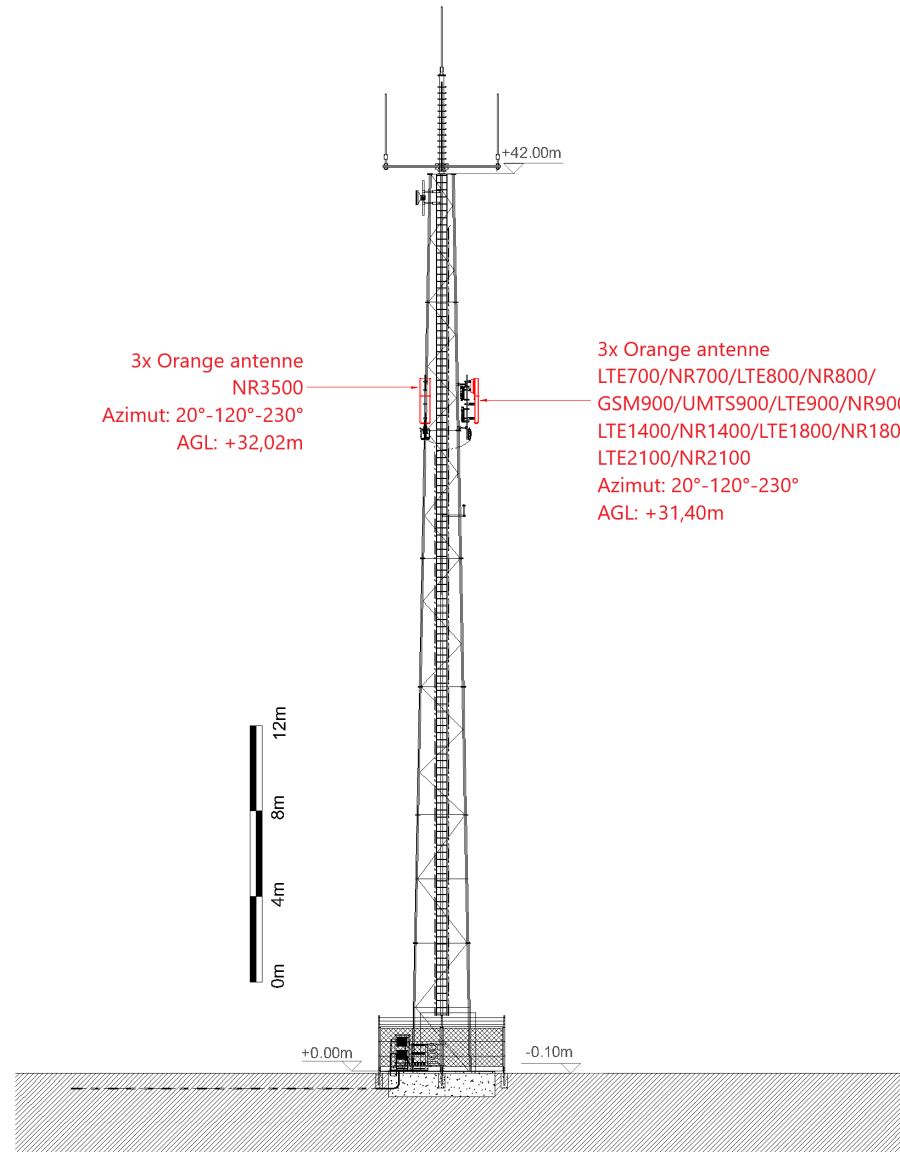 +42.00m
3x Orange antenne
NR3500
Azimut: 20°-120°-230°
AGL: +32,02m
3x Orange antenne
LTE700/NR700/LTE800/NR800/
GSM900/UMTS900/LTE900/NR900
LTE1400/NR1400/LTE1800/NR180
LTE2100/NR2100
Azimut: 20°-120°-230°
AGL: +31,40m
12m
8m
4m
0m
+0.00m
-0.10m